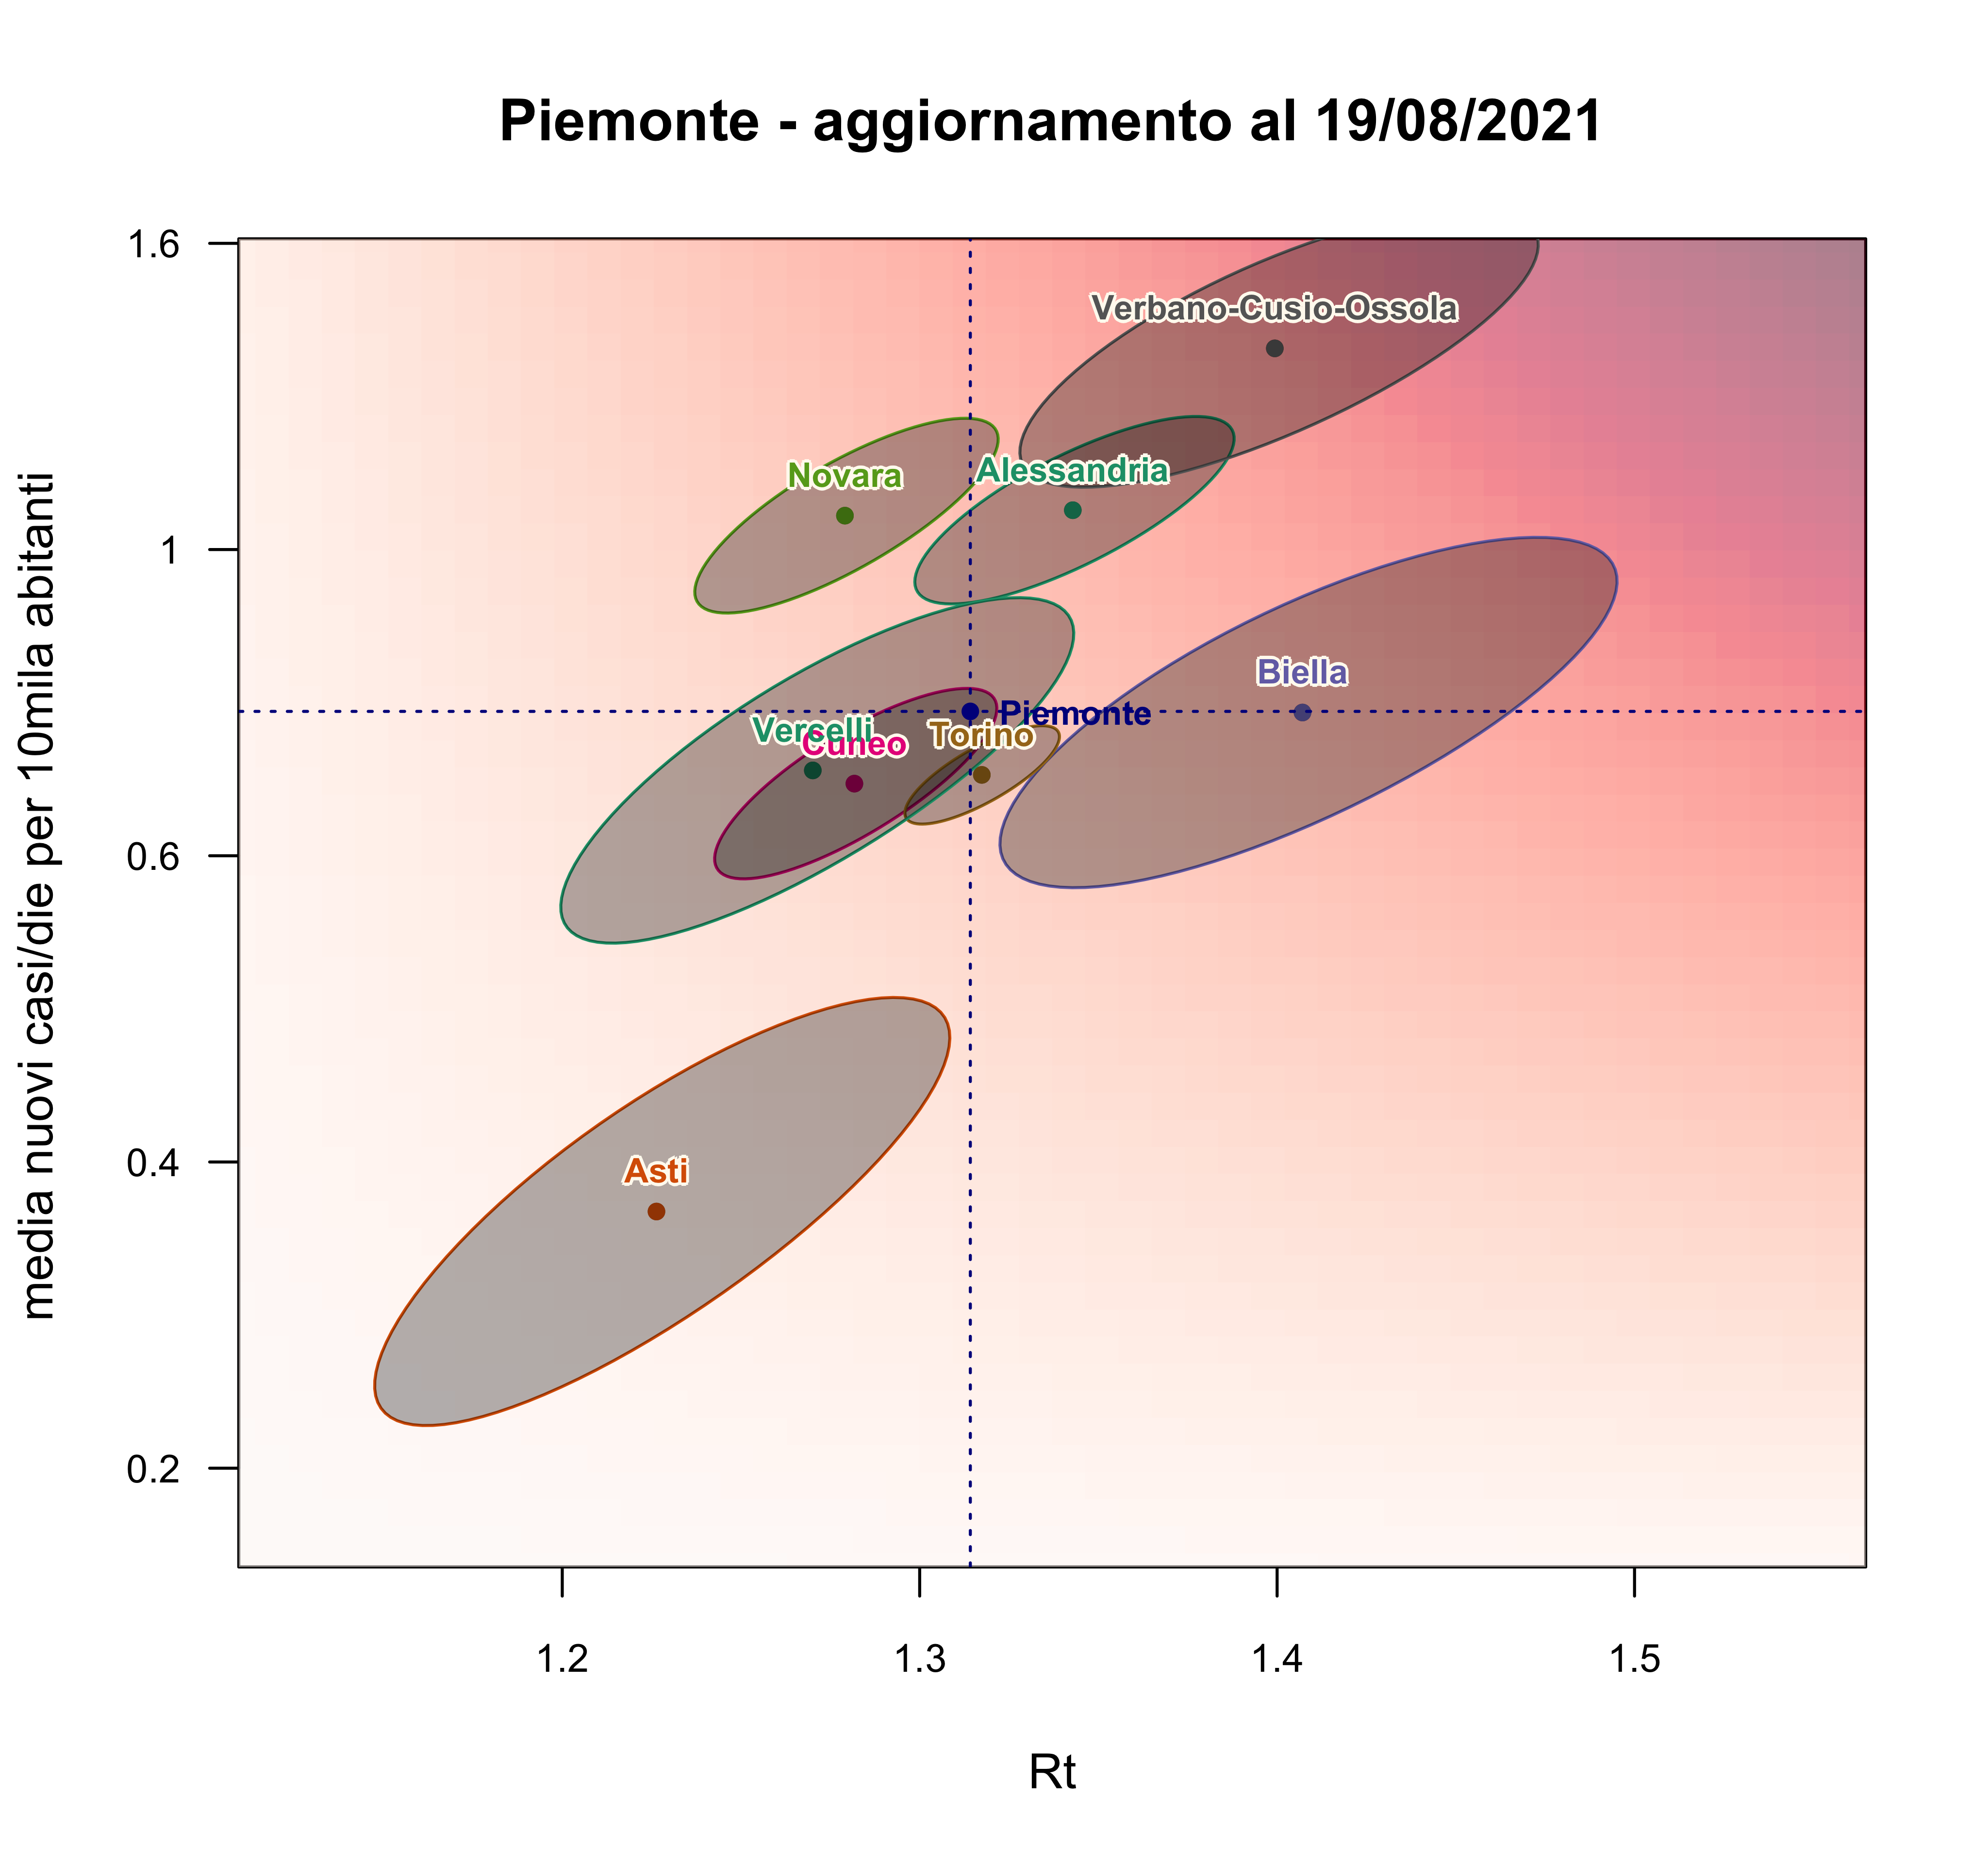 Piemonte - aggiornamento al 19/08/2021
media nuovi casi/die per 10mila abitanti
1.6
1
0.6
0.4
0.2
Verbano-Cusio-Ossola
Novara
Alessandria
Biella
Piemonte
Vercelli
Torino
Cuneo
Asti
1.2
1.3
1.4
1.5
Rt